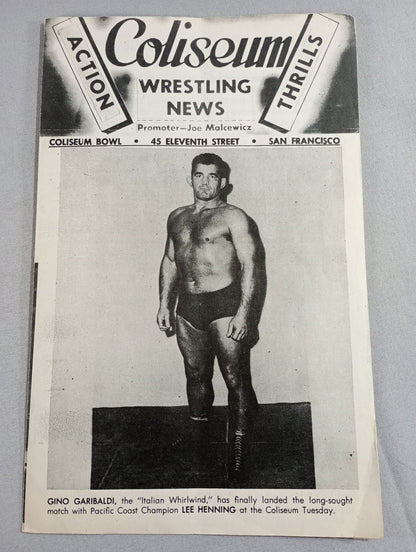 ACTION
Coliseum
THRILLS
WRESTLING
NEWS
Promoter—Joe Malcewicz
COLISEUM BOWL • 45 ELEVENTH STREET • SAN FRANCISCO
GINO GARIBALDI, the "Italian Whirlwind," has finally landed the long-sought
match with Pacific Coast Champion LEE HENNING at the Coliseum Tuesday.